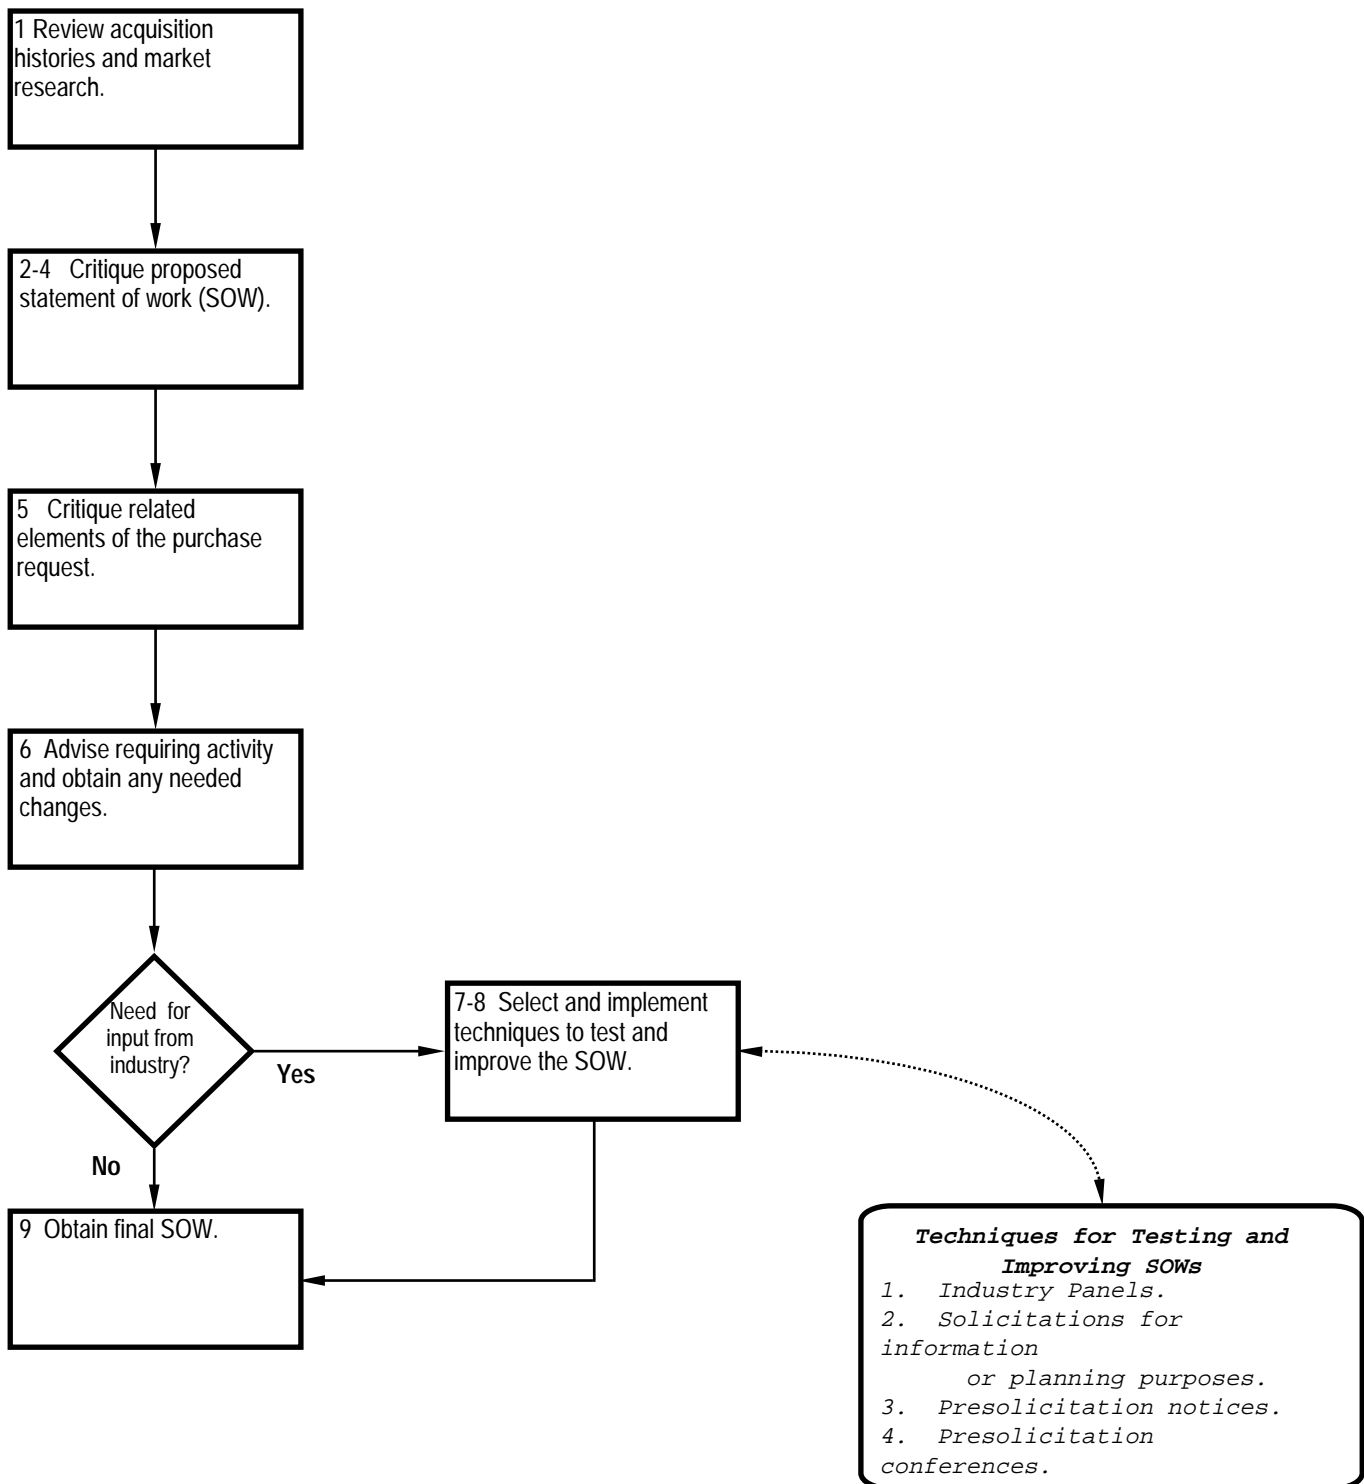 1 Review acquisition
histories and market
research.
2-4 Critique proposed
statement of work (SOW).
5 Critique related
elements of the purchase
request.
6 Advise requiring activity
and obtain any needed
changes.
Need for
input from
industry?
Yes
No
7-8 Select and implement
techniques to test and
improve the SOW.
9 Obtain final SOW.
Techniques for Testing and
Improving SOWs
1. Industry Panels.
2. Solicitations for
information
or planning purposes.
3. Presolicitation notices.
4. Presolicitation
conferences.